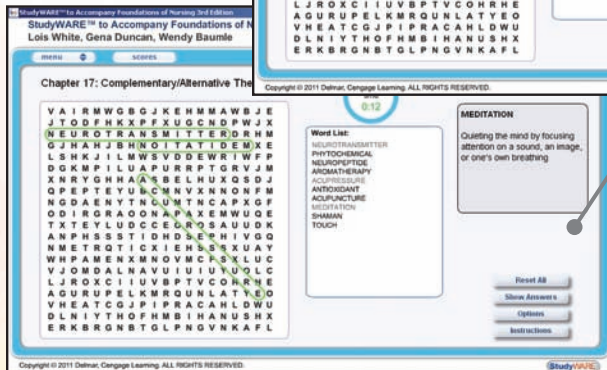 L J R O X C I I U V B P T V C O H R H E
A G U R U P E L K M R Q U N L A T Y E O
V H E A T C G J P I P R A C A H L D W U
D L N I Y T H O F H M B I H A N U S H X
E R K B R G N B T G L P N G V N K A F L
Copyright © 2011 Delmar, Cengage Learning. ALL RIGHTS RESERVED.
StudyWARE™ to Accompany Foundations of Nursing 3rd Edition
StudyWARE™ to Accompany Foundations of N
Lois White, Gena Duncan, Wendy Baumle
menu
scores
Chapter 17: Complementary/Alternative The
0:12
V A I R M W G B G J K E H M M A W B J E
J T O D F H K X P F X U G C N D P W J X
N E U R O T R A N S M I T T E R D R H M
G J H A H J B H N O I T A T I D E M X E
L S H K J I L M W S V D D E W R I W F P
D G K M P I L U A P U R R P T G R V J M
X N R Y G H H A S B E L H U X Q S D J
Q P E P T E Y U
N G D A E N Y T N C U M T N C A P X G F
O D I R G R A O O N A P A X E M W U Q E
T X T E Y L U D C C E G R O S A U U D K
A N P H S S S T I D H D S E P H I V G Q
N M E T R Q T I C X I E H S S S X U A Y
W H P A M E N X M N O V M C P S X L U C
V J O M D A L N A V U I U I U Y U O L C
L J R O X C I I U V B P T V C O H R H E
A G U R U P E L K M R Q U N L A T Y E O
V H E A T C G J P I P R A C A H L D W U
D L N I Y T H O F H M B I H A N U S H X
E R K B R G N B T G L P N G V N K A F L
Word List:
NEUROTRANSMITTER
PHYTOCHEMICAL
NEUROPEPTIDE
AROMATHERAPY
ACUPRESSURE
ANTIOXIDANT
ACUPUNCTURE
MEDITATION
SHAMAN
TOUCH
MEDITATION
Quieting the mind by focusing
attention on a sound, an image,
or one's own breathing
Reset All
Show Answers
Options
Instructions
Copyright © 2011 Delmar, Cengage Learning. ALL RIGHTS RESERVED.
StudyWARE